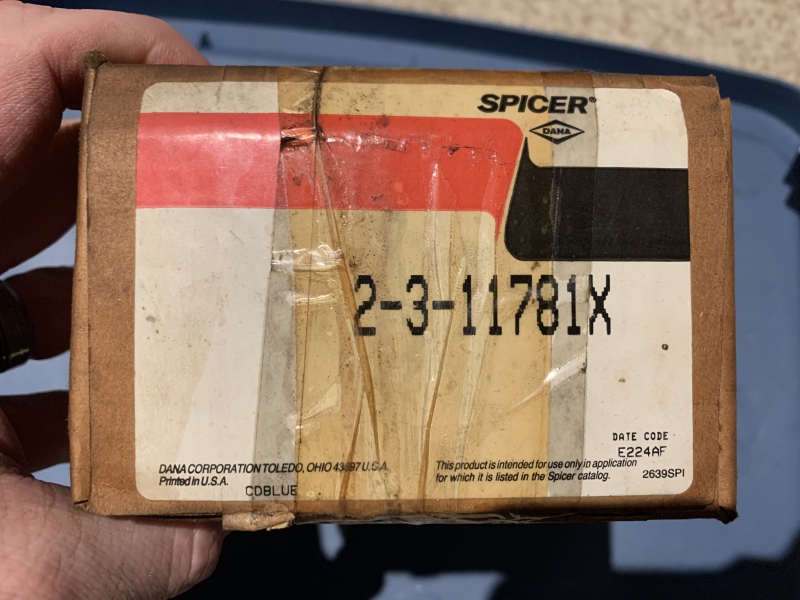 SPICER®
DANA
2-3-11781X
DATE CODE
E224AF
DANA CORPORATION TOLEDO, OHIO 43697 U.S.A.
Printed in U.S.A.
This product is intended for use only in application
for which it is listed in the Spicer catalog.
2639SPI
CDBLUE